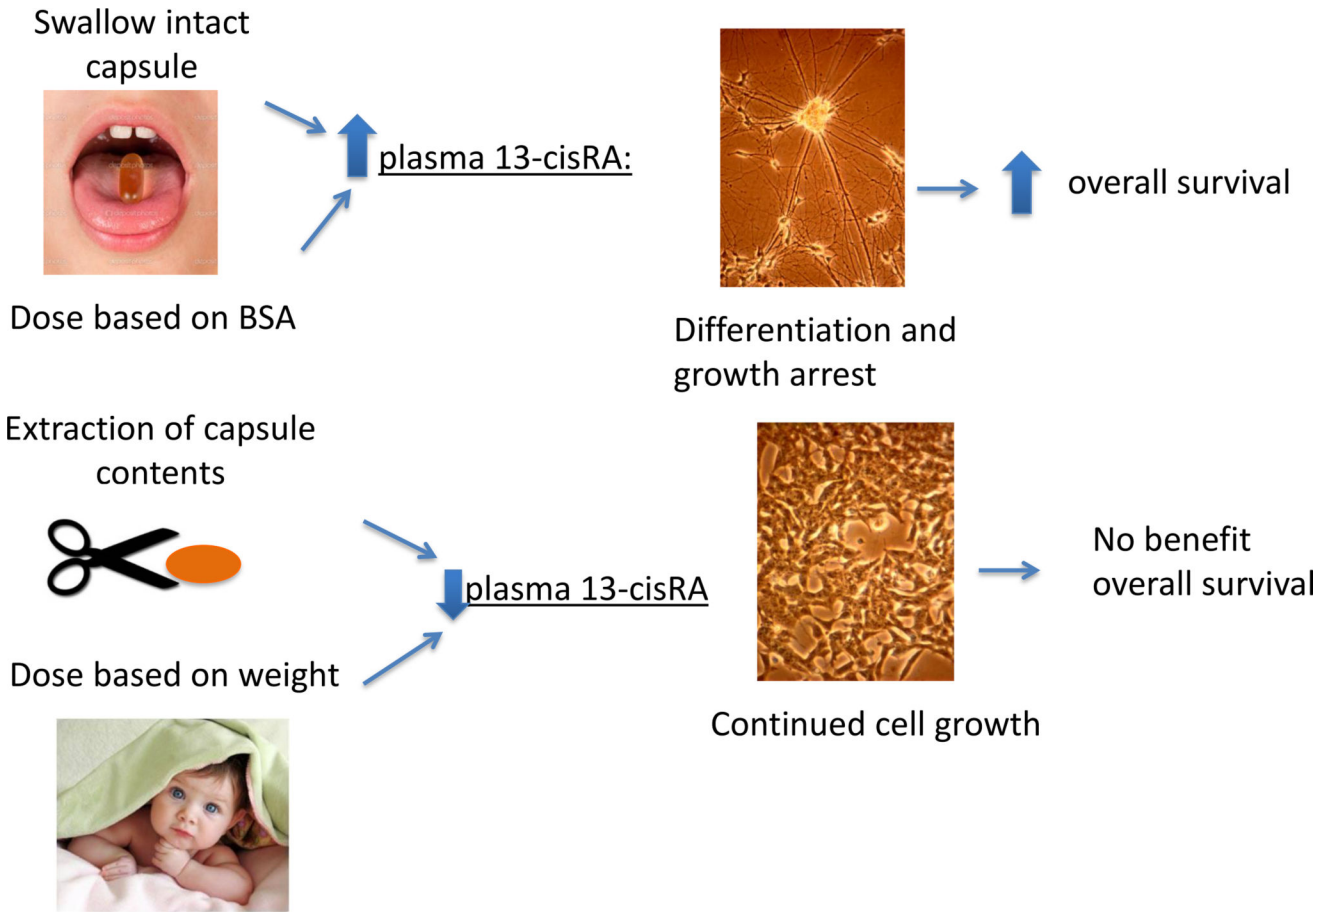 Swallow intact
capsule
plasma 13-cisRA:
overall survival
Dose based on BSA
Differentiation and
growth arrest
Extraction of capsule
contents
plasma 13-cisRA
No benefit
overall survival
Dose based on weight
Continued cell growth